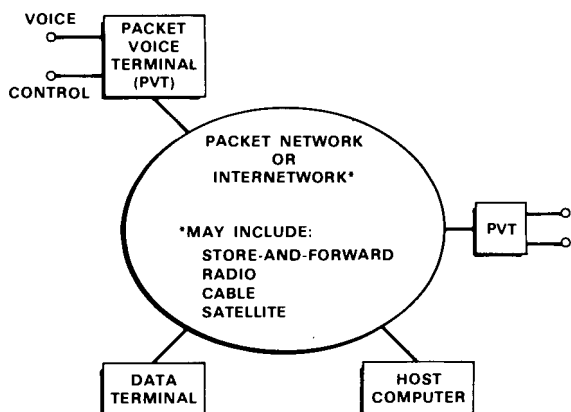 VOICE
CONTROL
PACKET
VOICE
TERMINAL
(PVT)
PACKET NETWORK
OR
INTERNETWORK*
*MAY INCLUDE:
STORE-AND-FORWARD
RADIO
CABLE
SATELLITE
PVT
DATA
TERMINAL
HOST
COMPUTER